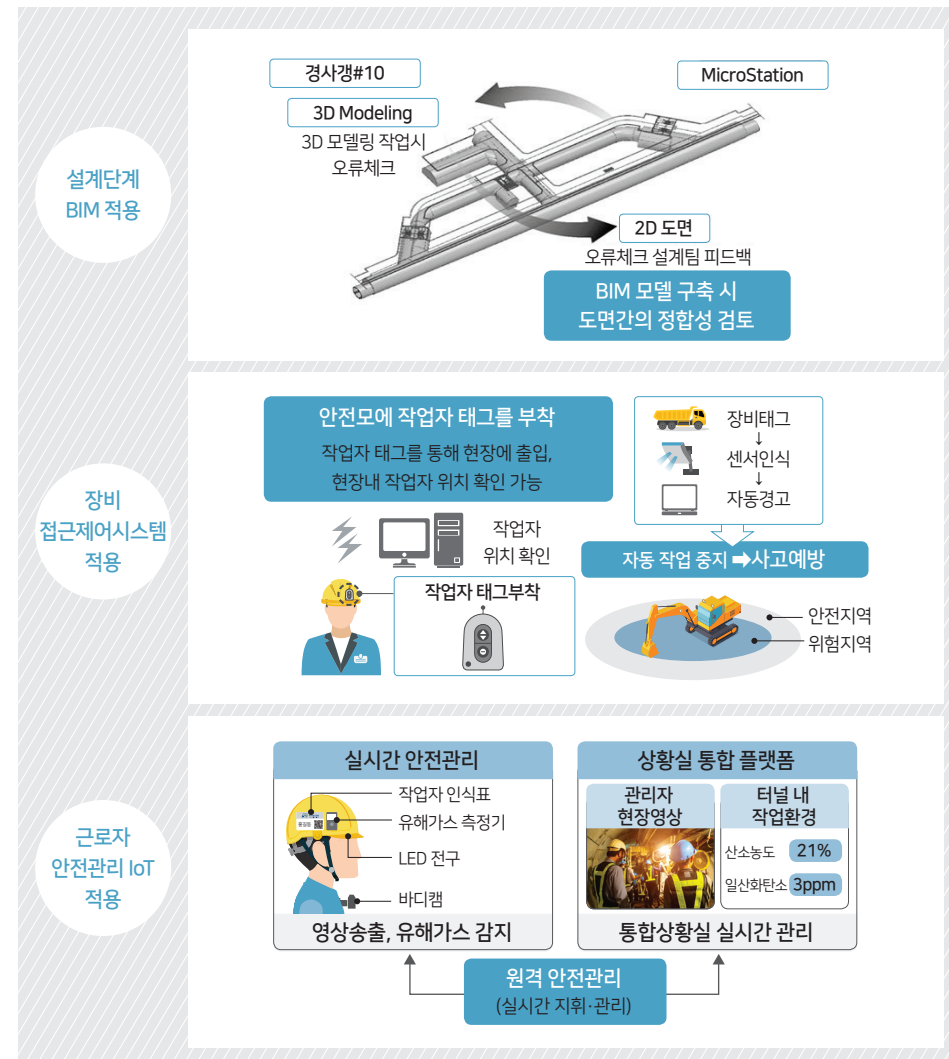 설계단계
BIM 적용
경사갱#10
MicroStation
3D Modeling
3D 모델링 작업시
오류체크
2D 도면
오류체크 설계팀 피드백
BIM 모델 구축 시
도면간의 정합성 검토
장비
접근제어시스템
적용
안전모에 작업자 태그를 부착
작업자 태그를 통해 현장에 출입,
현장내 작업자 위치 확인 가능
작업자
위치 확인
작업자 태그부착
장비태그
↓
센서인식
↓
자동경고
자동 작업 중지 ➡사고예방
안전지역
위험지역
근로자
안전관리 IoT
적용
실시간 안전관리
작업자 인식표
유해가스 측정기
LED 전구
바디캠
영상송출, 유해가스 감지
상황실 통합 플랫폼
관리자
현장영상
터널 내
작업환경
산소농도 21%
일산화탄소 3ppm
통합상황실 실시간 관리
원격 안전관리
(실시간 지휘·관리)